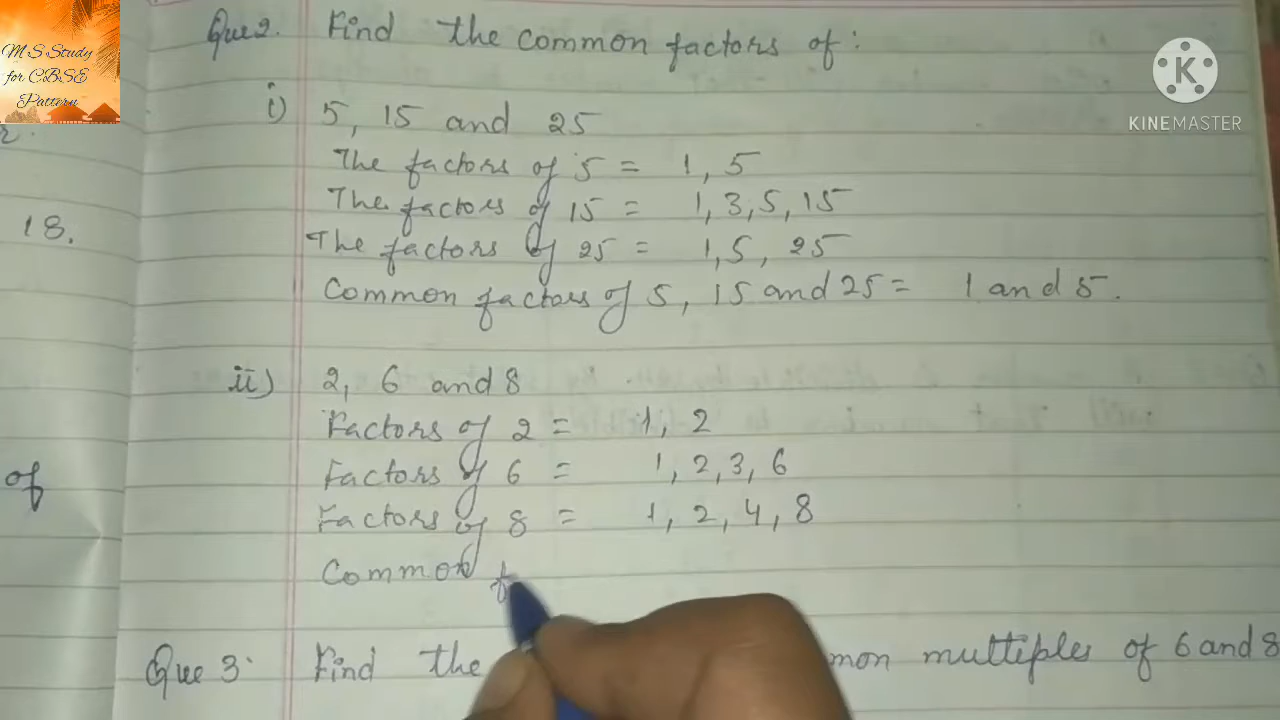 M S Study
for CBSE
Pattern
KINEMASTER
Que 2. Find the common factors of:
i) 5, 15 and 25
The factors of 5 = 1, 5
The factors of 15 = 1, 3, 5, 15
18.
The factors of 25 = 1, 5, 25
Common factors of 5, 15 and 25 = 1 and 5.
ii) 2, 6 and 8
Factors of 2 = 1, 2
Factors of 6 = 1, 2, 3, 6
of
Factors of 8 = 1, 2, 4, 8
Common f
Que 3. Find the mon multiples of 6 and 8